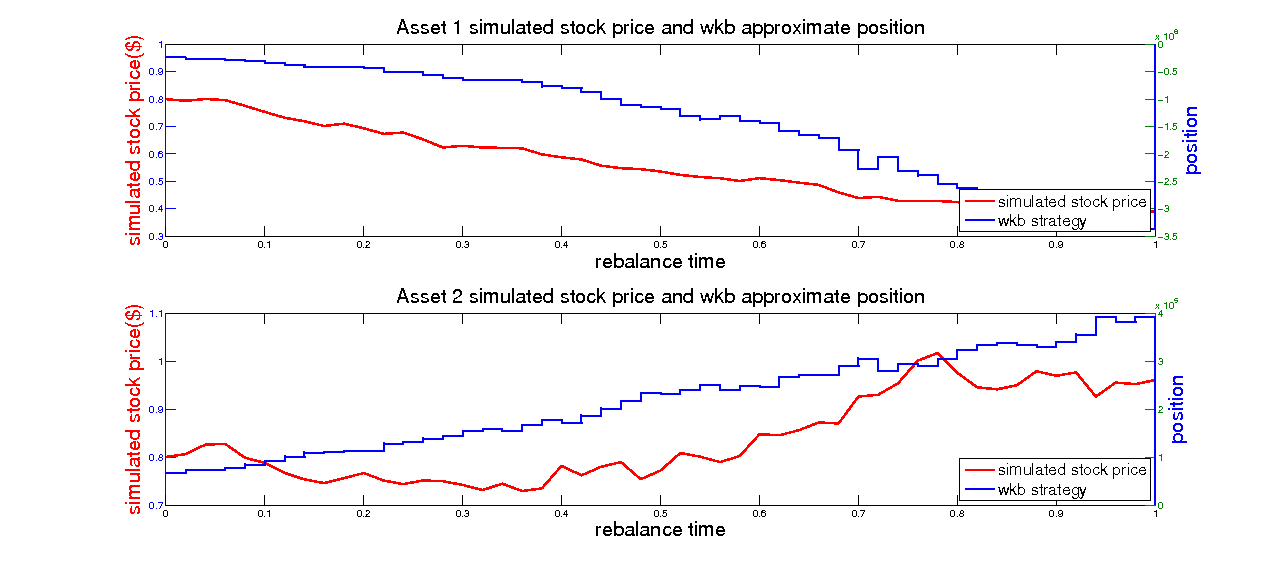 Asset 1 simulated stock price and wkb approximate position
simulated stock price($)
1
0.9
0.8
0.7
0.6
0.5
0.4
0.3
0
−0.5
−1
−1.5
−2
−2.5
−3
−3.5
position
simulated stock price
wkb strategy
0 0.1 0.2 0.3 0.4 0.5 0.6 0.7 0.8 0.9 1
rebalance time
Asset 2 simulated stock price and wkb approximate position
simulated stock price($)
1.1
1
0.9
0.8
0.7
4
3
2
1
0
position
simulated stock price
wkb strategy
0 0.1 0.2 0.3 0.4 0.5 0.6 0.7 0.8 0.9 1
rebalance time